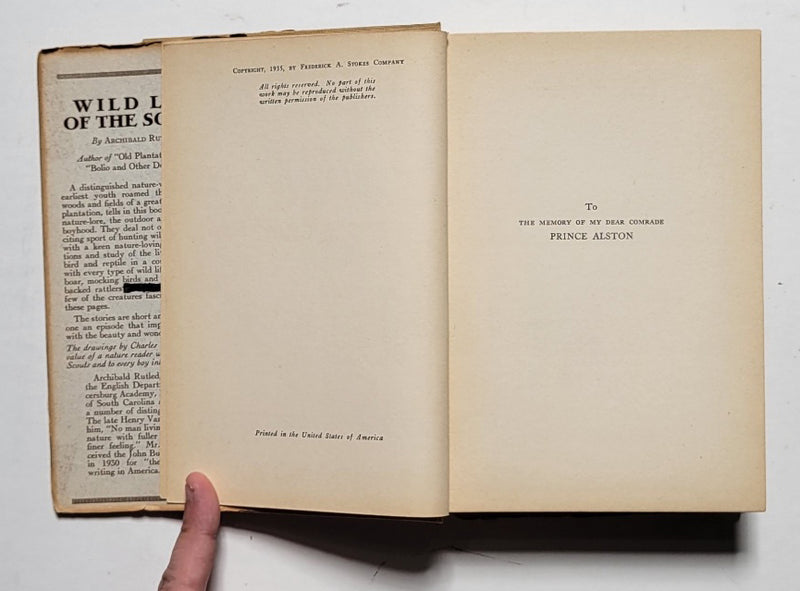 WILD L
OF THE SO
By ARCHIBALD RU
Author of "Old Plantat
"Bolio and Other D
A distinguished nature-
earliest youth roamed th
woods and fields of a great
plantation, tells in this boo
nature-lore, the outdoor a
boyhood. They deal not o
citing sport of hunting wil
with a keen nature-loving
tions and study of the li
bird and reptile in a co
with every type of wild lif
boar, mocking birds and
backed rattlers
few of the creatures fasc
these pages.
The stories are short an
one an episode that imp
with the beauty and wond
The drawings by Charles
value of a nature reader w
Scouts and to every boy in
Archibald Rutled
the English Depart
cersburg Academy,
of South Carolina
a number of disting
The late Henry Van
him, "No man livin
nature with fuller
finer feeling." Mr.
ceived the John Bu
in 1930 for "the
writing in America.
COPYRIGHT, 1935, BY FREDERICK A. STOKES COMPANY
All rights reserved. No part of this
work may be reproduced without the
written permission of the publishers.
Printed in the United States of America
To
THE MEMORY OF MY DEAR COMRADE
PRINCE ALSTON